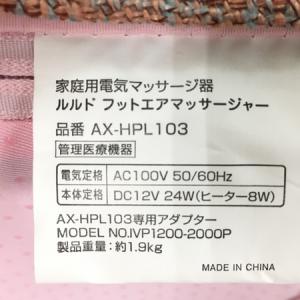 家庭用電気マッサージ器
ルルド フットエアマッサージャー
品番 AX-HPL103
管理医療機器
電気定格 AC100V 50/60Hz
本体定格 DC12V 24W(ヒーター8W)
AX-HPL103専用アダプター
MODEL NO.IVP1200-2000P
製品重量:約1.9kg
MADE IN CHINA